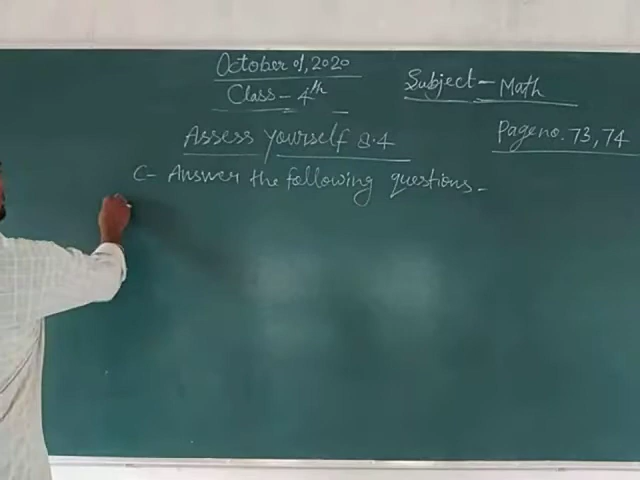 October 01, 2020
Class - 4th
Subject - Math
Assess yourself 8.4
Page no. 73, 74
C- Answer the following questions -